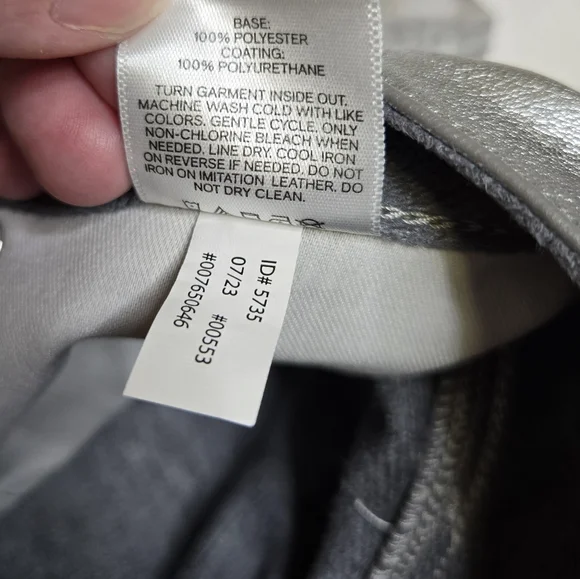 BASE:
100% POLYESTER
COATING:
100% POLYURETHANE
TURN GARMENT INSIDE OUT.
MACHINE WASH COLD WITH LIKE
COLORS. GENTLE CYCLE. ONLY
NON-CHLORINE BLEACH WHEN
NEEDED. LINE DRY. COOL IRON
ON REVERSE IF NEEDED. DO NOT
IRON ON IMITATION LEATHER. DO
NOT DRY CLEAN.
ID# 5735
07/23 #00553
#007650646